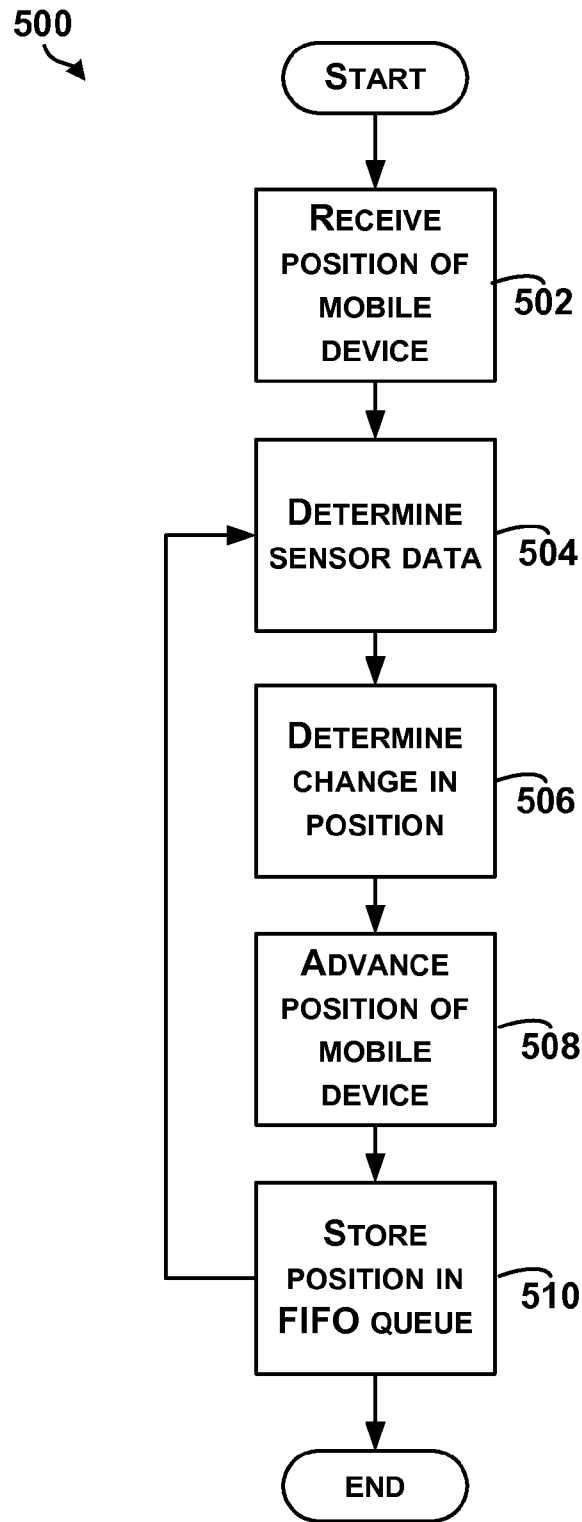 500
START
RECEIVE
POSITION OF
MOBILE
DEVICE
502
DETERMINE
SENSOR DATA
504
DETERMINE
CHANGE IN
POSITION
506
ADVANCE
POSITION OF
MOBILE
DEVICE
508
STORE
POSITION IN
FIFO QUEUE
510
END